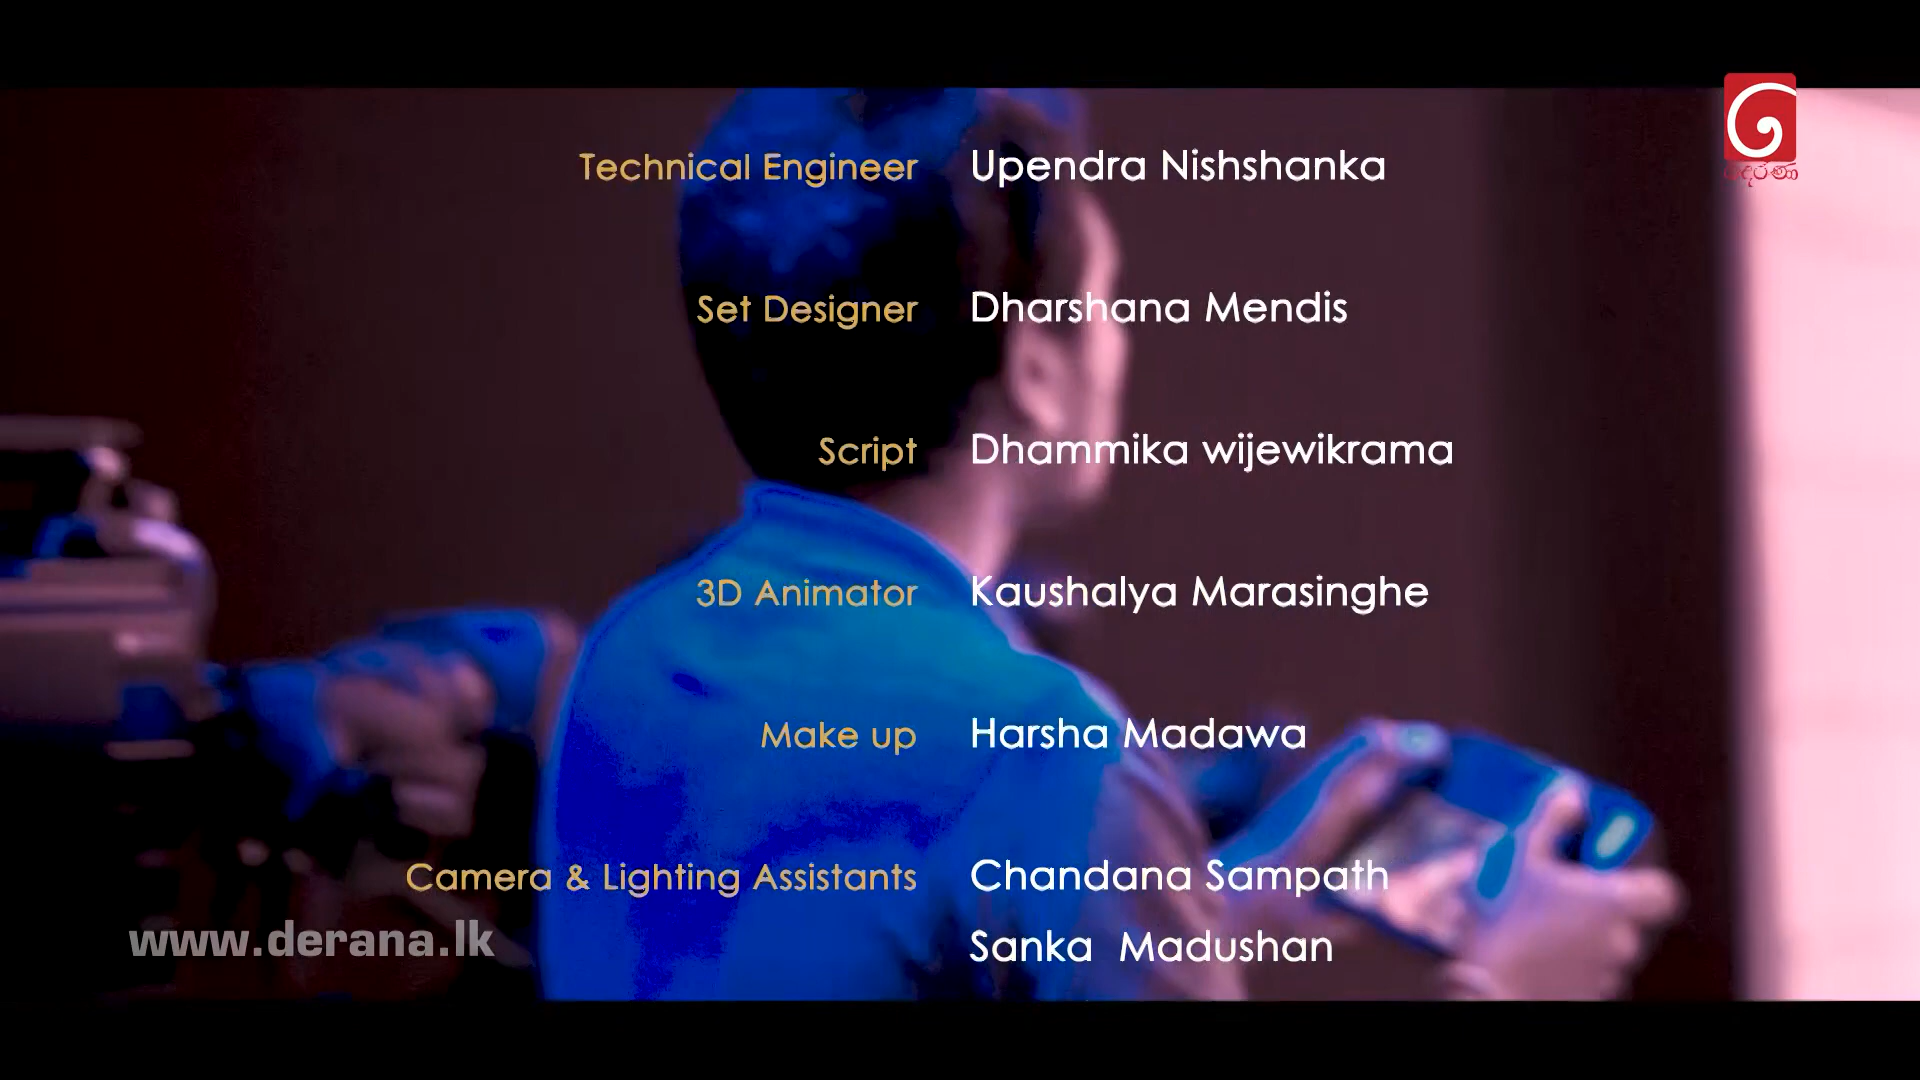 Technical Engineer Upendra Nishshanka
Set Designer Dharshana Mendis
Script Dhammika wijewikrama
3D Animator Kaushalya Marasinghe
Make up Harsha Madawa
Camera & Lighting Assistants Chandana Sampath
Sanka Madushan
www.derana.lk